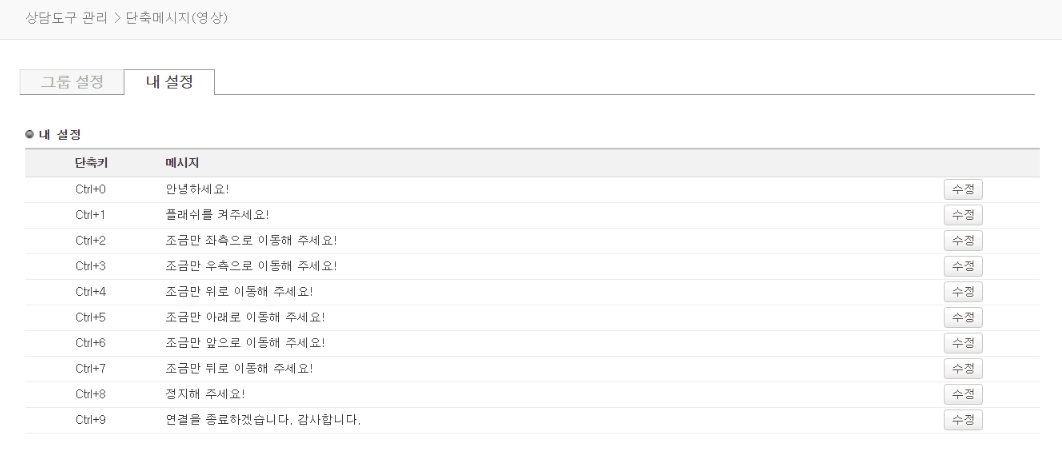 상담도구 관리 > 단축메시지(영상)
그룹 설정 내 설정
내 설정
단축키 메시지
Ctrl+0 안녕하세요! 수정
Ctrl+1 플래쉬를 켜주세요! 수정
Ctrl+2 조금만 좌측으로 이동해 주세요! 수정
Ctrl+3 조금만 우측으로 이동해 주세요! 수정
Ctrl+4 조금만 위로 이동해 주세요! 수정
Ctrl+5 조금만 아래로 이동해 주세요! 수정
Ctrl+6 조금만 앞으로 이동해 주세요! 수정
Ctrl+7 조금만 뒤로 이동해 주세요! 수정
Ctrl+8 정지해 주세요! 수정
Ctrl+9 연결을 종료하겠습니다. 감사합니다. 수정